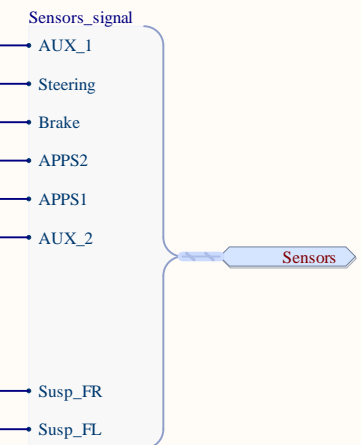 Sensors_signal
AUX_1
Steering
Brake
APPS2
APPS1
AUX_2
Sensors
Susp_FR
Susp_FL